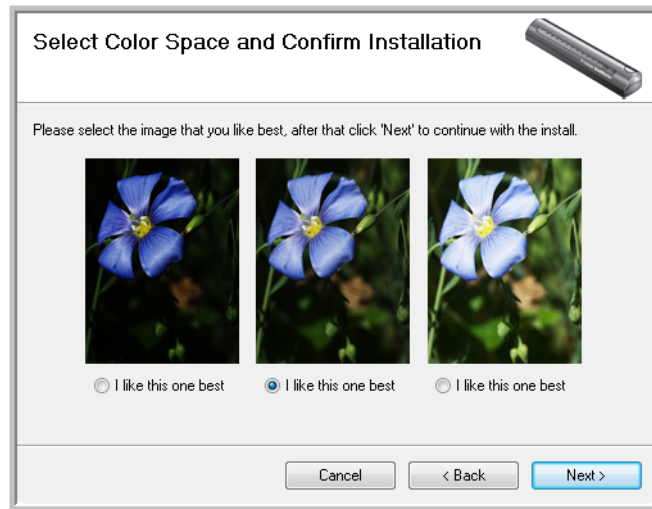 Select Color Space and Confirm Installation
Please select the image that you like best, after that click 'Next' to continue with the install.
I like this one best
I like this one best
I like this one best
Cancel
< Back
Next >